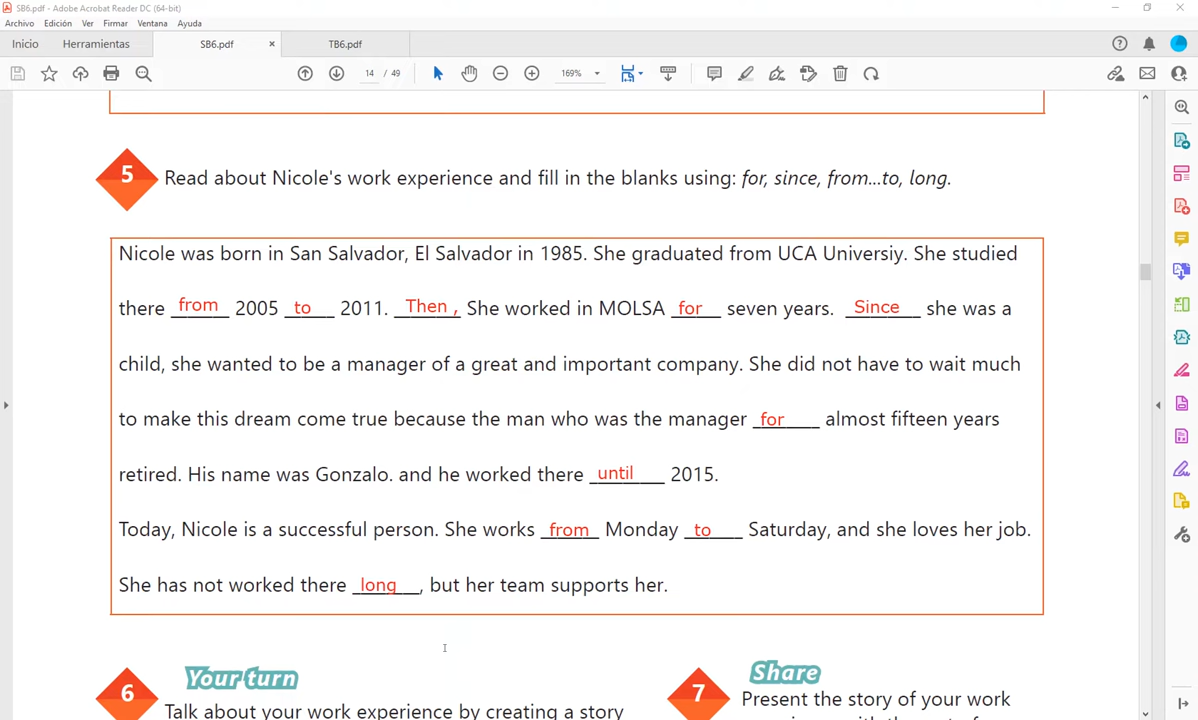 SB6.pdf - Adobe Acrobat Reader DC (64-bit)
Archivo Edición Ver Firmar Ventana Ayuda
Inicio Herramientas SB6.pdf × TB6.pdf
14 / 49 169%
5 Read about Nicole's work experience and fill in the blanks using: for, since, from...to, long.
Nicole was born in San Salvador, El Salvador in 1985. She graduated from UCA Universiy. She studied
there from 2005 to 2011. Then , She worked in MOLSA for seven years. Since she was a
child, she wanted to be a manager of a great and important company. She did not have to wait much
to make this dream come true because the man who was the manager for almost fifteen years
retired. His name was Gonzalo. and he worked there until 2015.
Today, Nicole is a successful person. She works from Monday to Saturday, and she loves her job.
She has not worked there long, but her team supports her.
6 Your turn
Talk about your work experience by creating a story
7 Share
Present the story of your work